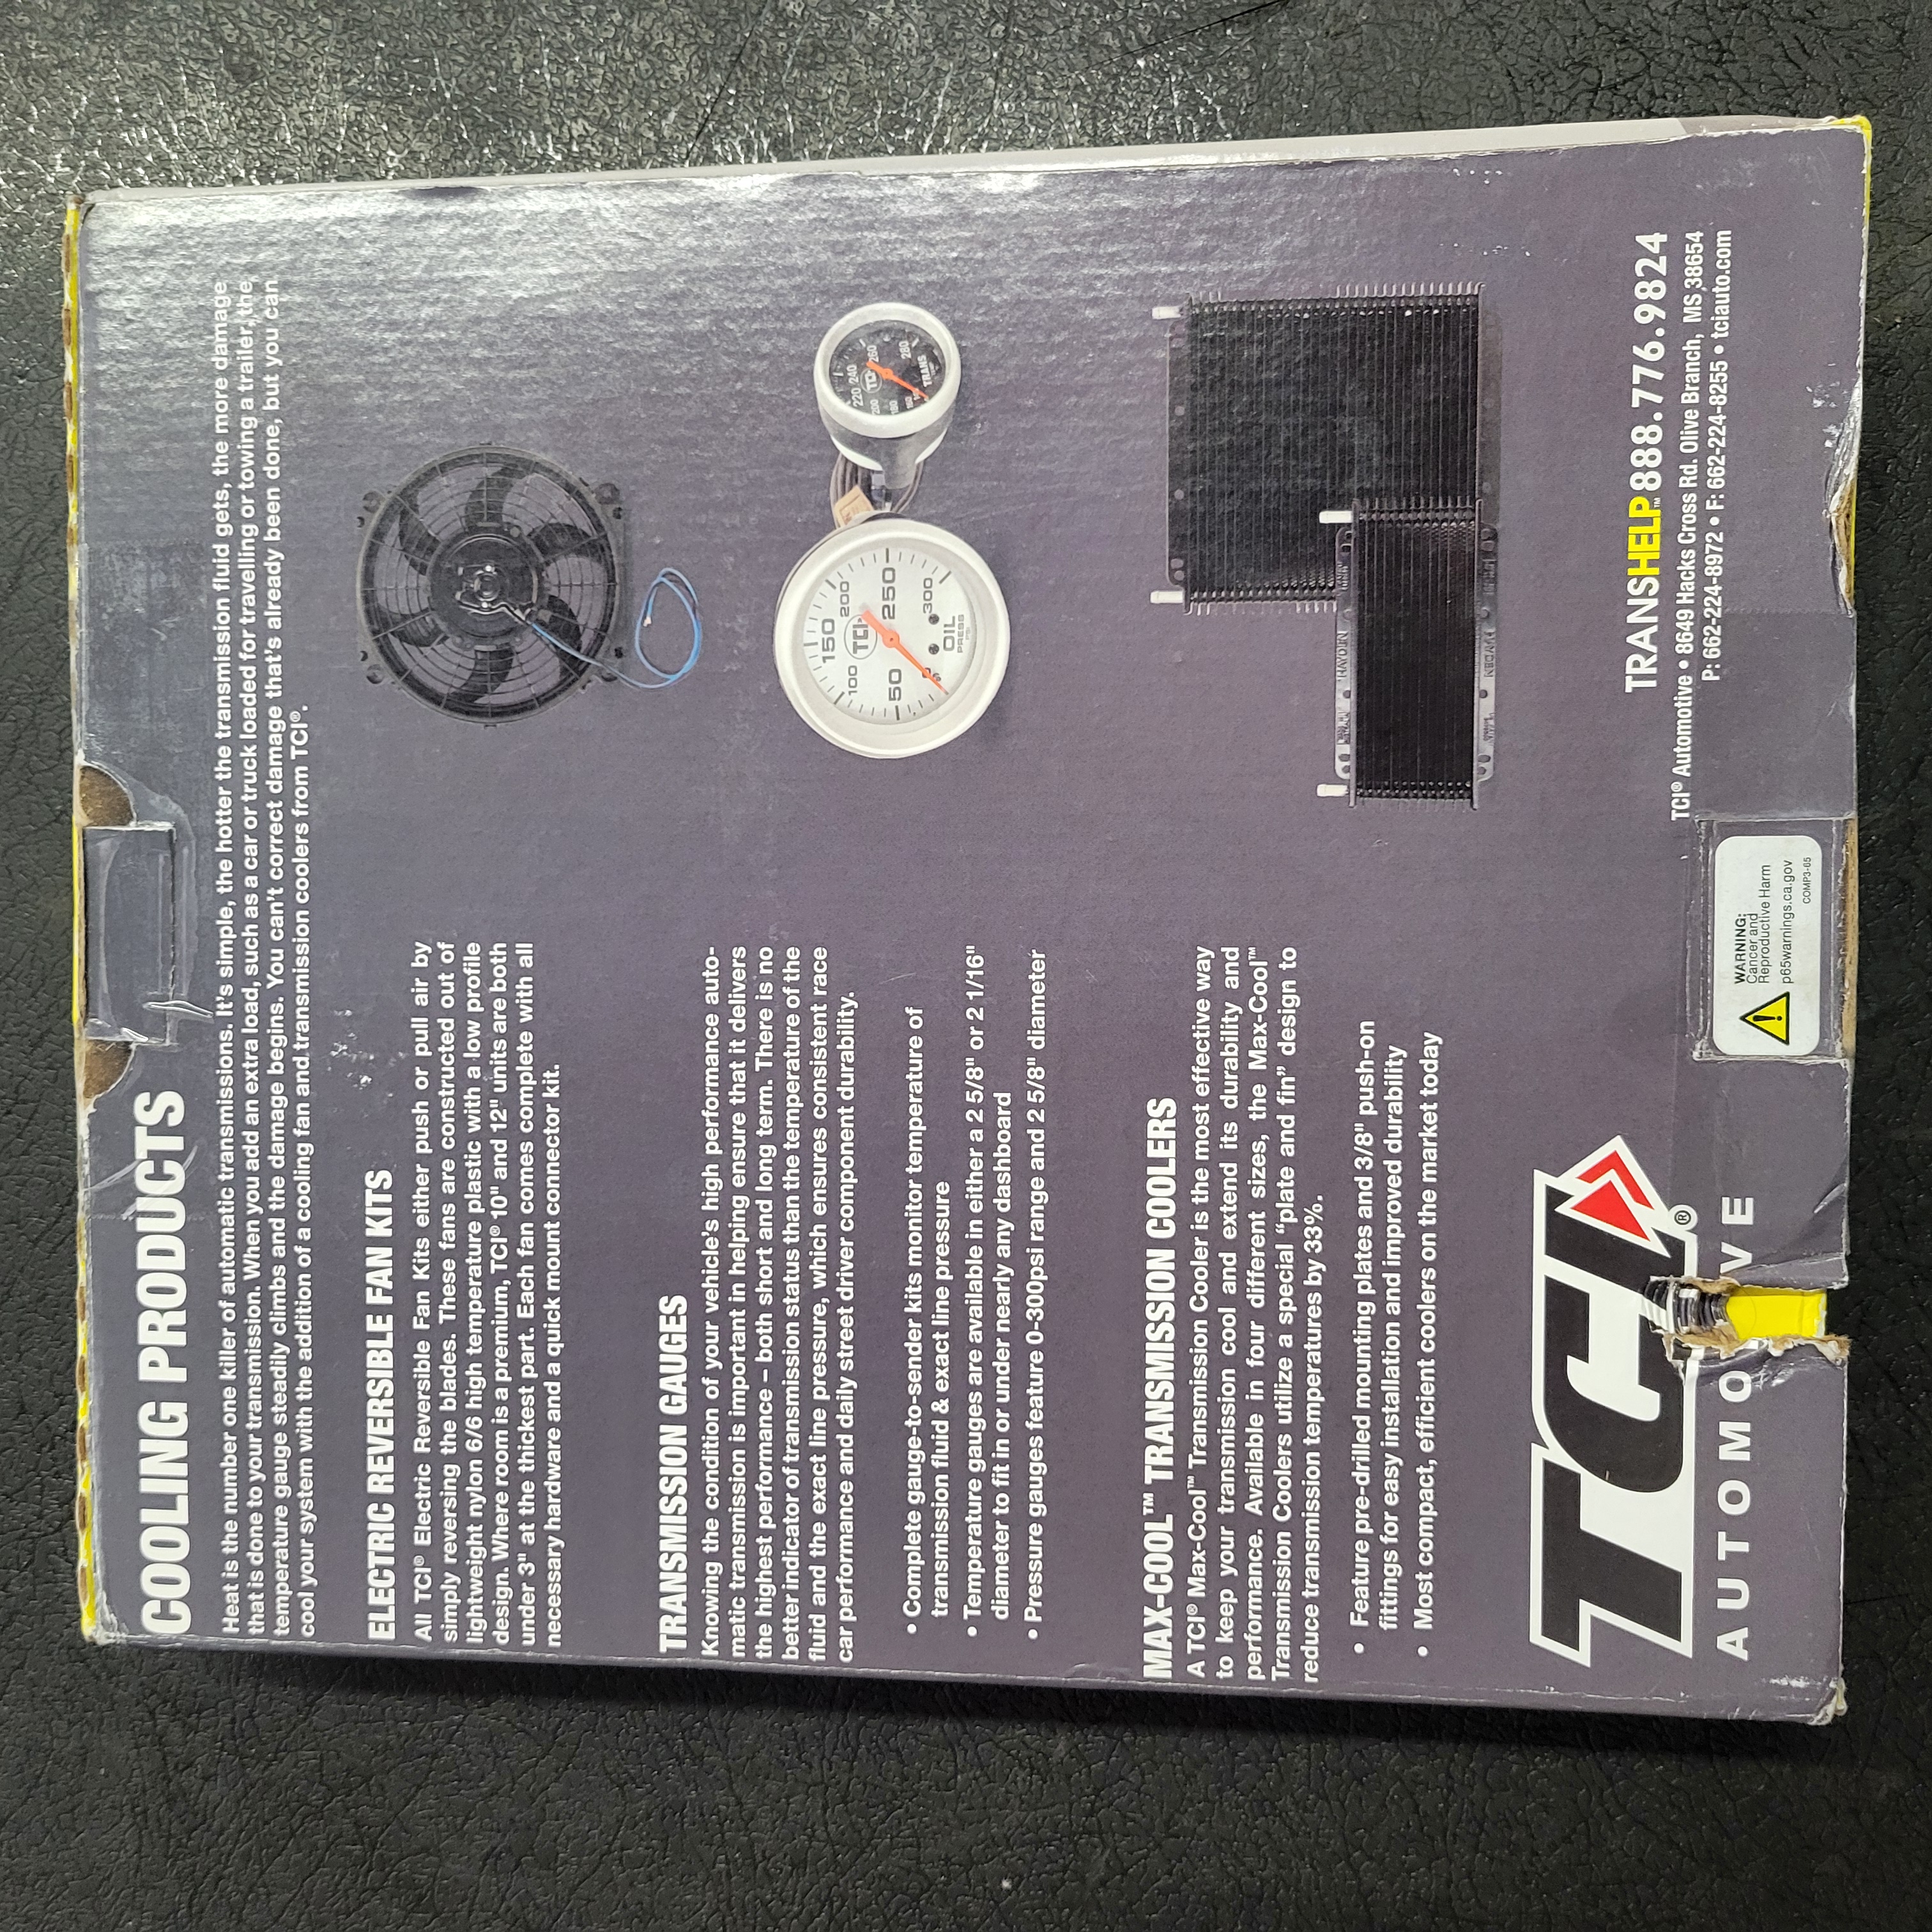 COOLING PRODUCTS
Heat is the number one killer of automatic transmissions. It's simple, the hotter the transmission fluid gets, the more damage
that is done to your transmission. When you add an extra load, such as a car or truck loaded for travelling or towing a trailer, the
temperature gauge steadily climbs and the damage begins. You can't correct damage that's already been done, but you can
cool your system with the addition of a cooling fan and transmission coolers from TCI®.
ELECTRIC REVERSIBLE FAN KITS
All TCI® Electric Reversible Fan Kits either push or pull air by
simply reversing the blades. These fans are constructed out of
lightweight nylon 6/6 high temperature plastic with a low profile
design. Where room is a premium, TCI® 10" and 12" units are both
under 3" at the thickest part. Each fan comes complete with all
necessary hardware and a quick mount connector kit.
TRANSMISSION GAUGES
Knowing the condition of your vehicle's high performance auto-
matic transmission is important in helping ensure that it delivers
the highest performance – both short and long term. There is no
better indicator of transmission status than the temperature of the
fluid and the exact line pressure, which ensures consistent race
car performance and daily street driver component durability.
• Complete gauge-to-sender kits monitor temperature of
transmission fluid & exact line pressure
• Temperature gauges are available in either a 2 5/8" or 2 1/16"
diameter to fit in or under nearly any dashboard
• Pressure gauges feature 0-300psi range and 2 5/8" diameter
100 150 200
TCI
50 250
300
OIL
PRESS
220 240 260
200 TCI
180 280
TRANS
MAX-COOL™ TRANSMISSION COOLERS
A TCI® Max-Cool™ Transmission Cooler is the most effective way
to keep your transmission cool and extend its durability and
performance. Available in four different sizes, the Max-Cool™
Transmission Coolers utilize a special “plate and fin” design to
reduce transmission temperatures by 33%.
• Feature pre-drilled mounting plates and 3/8" push-on
fittings for easy installation and improved durability
• Most compact, efficient coolers on the market today
TCI®
AUTOMO VE
WARNING:
Cancer and
Reproductive Harm
p65warnings.ca.gov
COMP3-65
TRANSHELP™ 888.776.9824
TCI® Automotive • 8649 Hacks Cross Rd. Olive Branch, MS 38654
P: 662-224-8972 • F: 662-224-8255 • tciauto.com